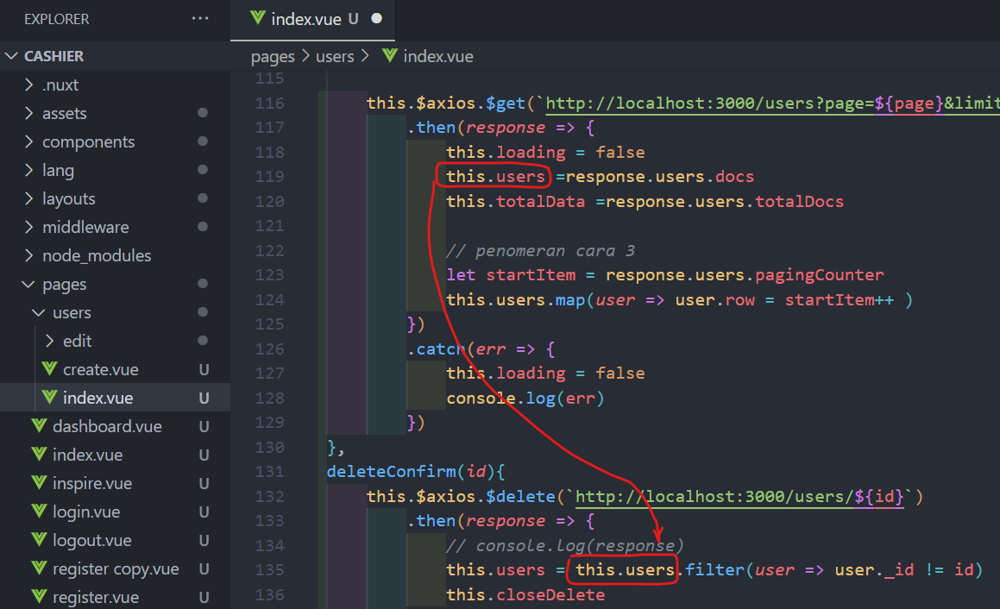 EXPLORER ···
index.vue U
CASHIER
pages > users > index.vue
.nuxt
assets
components
lang
layouts
middleware
node_modules
pages
users
edit
create.vue U
index.vue U
dashboard.vue U
index.vue U
inspire.vue U
login.vue U
logout.vue U
register copy.vue U
register.vue U
115
116 this.$axios.$get(`http://localhost:3000/users?page=${page}&limit
117 .then(response => {
118 this.loading = false
119 this.users =response.users.docs
120 this.totalData =response.users.totalDocs
121
122 // penomeran cara 3
123 let startItem = response.users.pagingCounter
124 this.users.map(user => user.row = startItem++ )
125 })
126 .catch(err => {
127 this.loading = false
128 console.log(err)
129 })
130 },
131 deleteConfirm(id){
132 this.$axios.$delete(`http://localhost:3000/users/${id}`)
133 .then(response => {
134 // console.log(response)
135 this.users = this.users.filter(user => user._id != id)
136 this.closeDelete